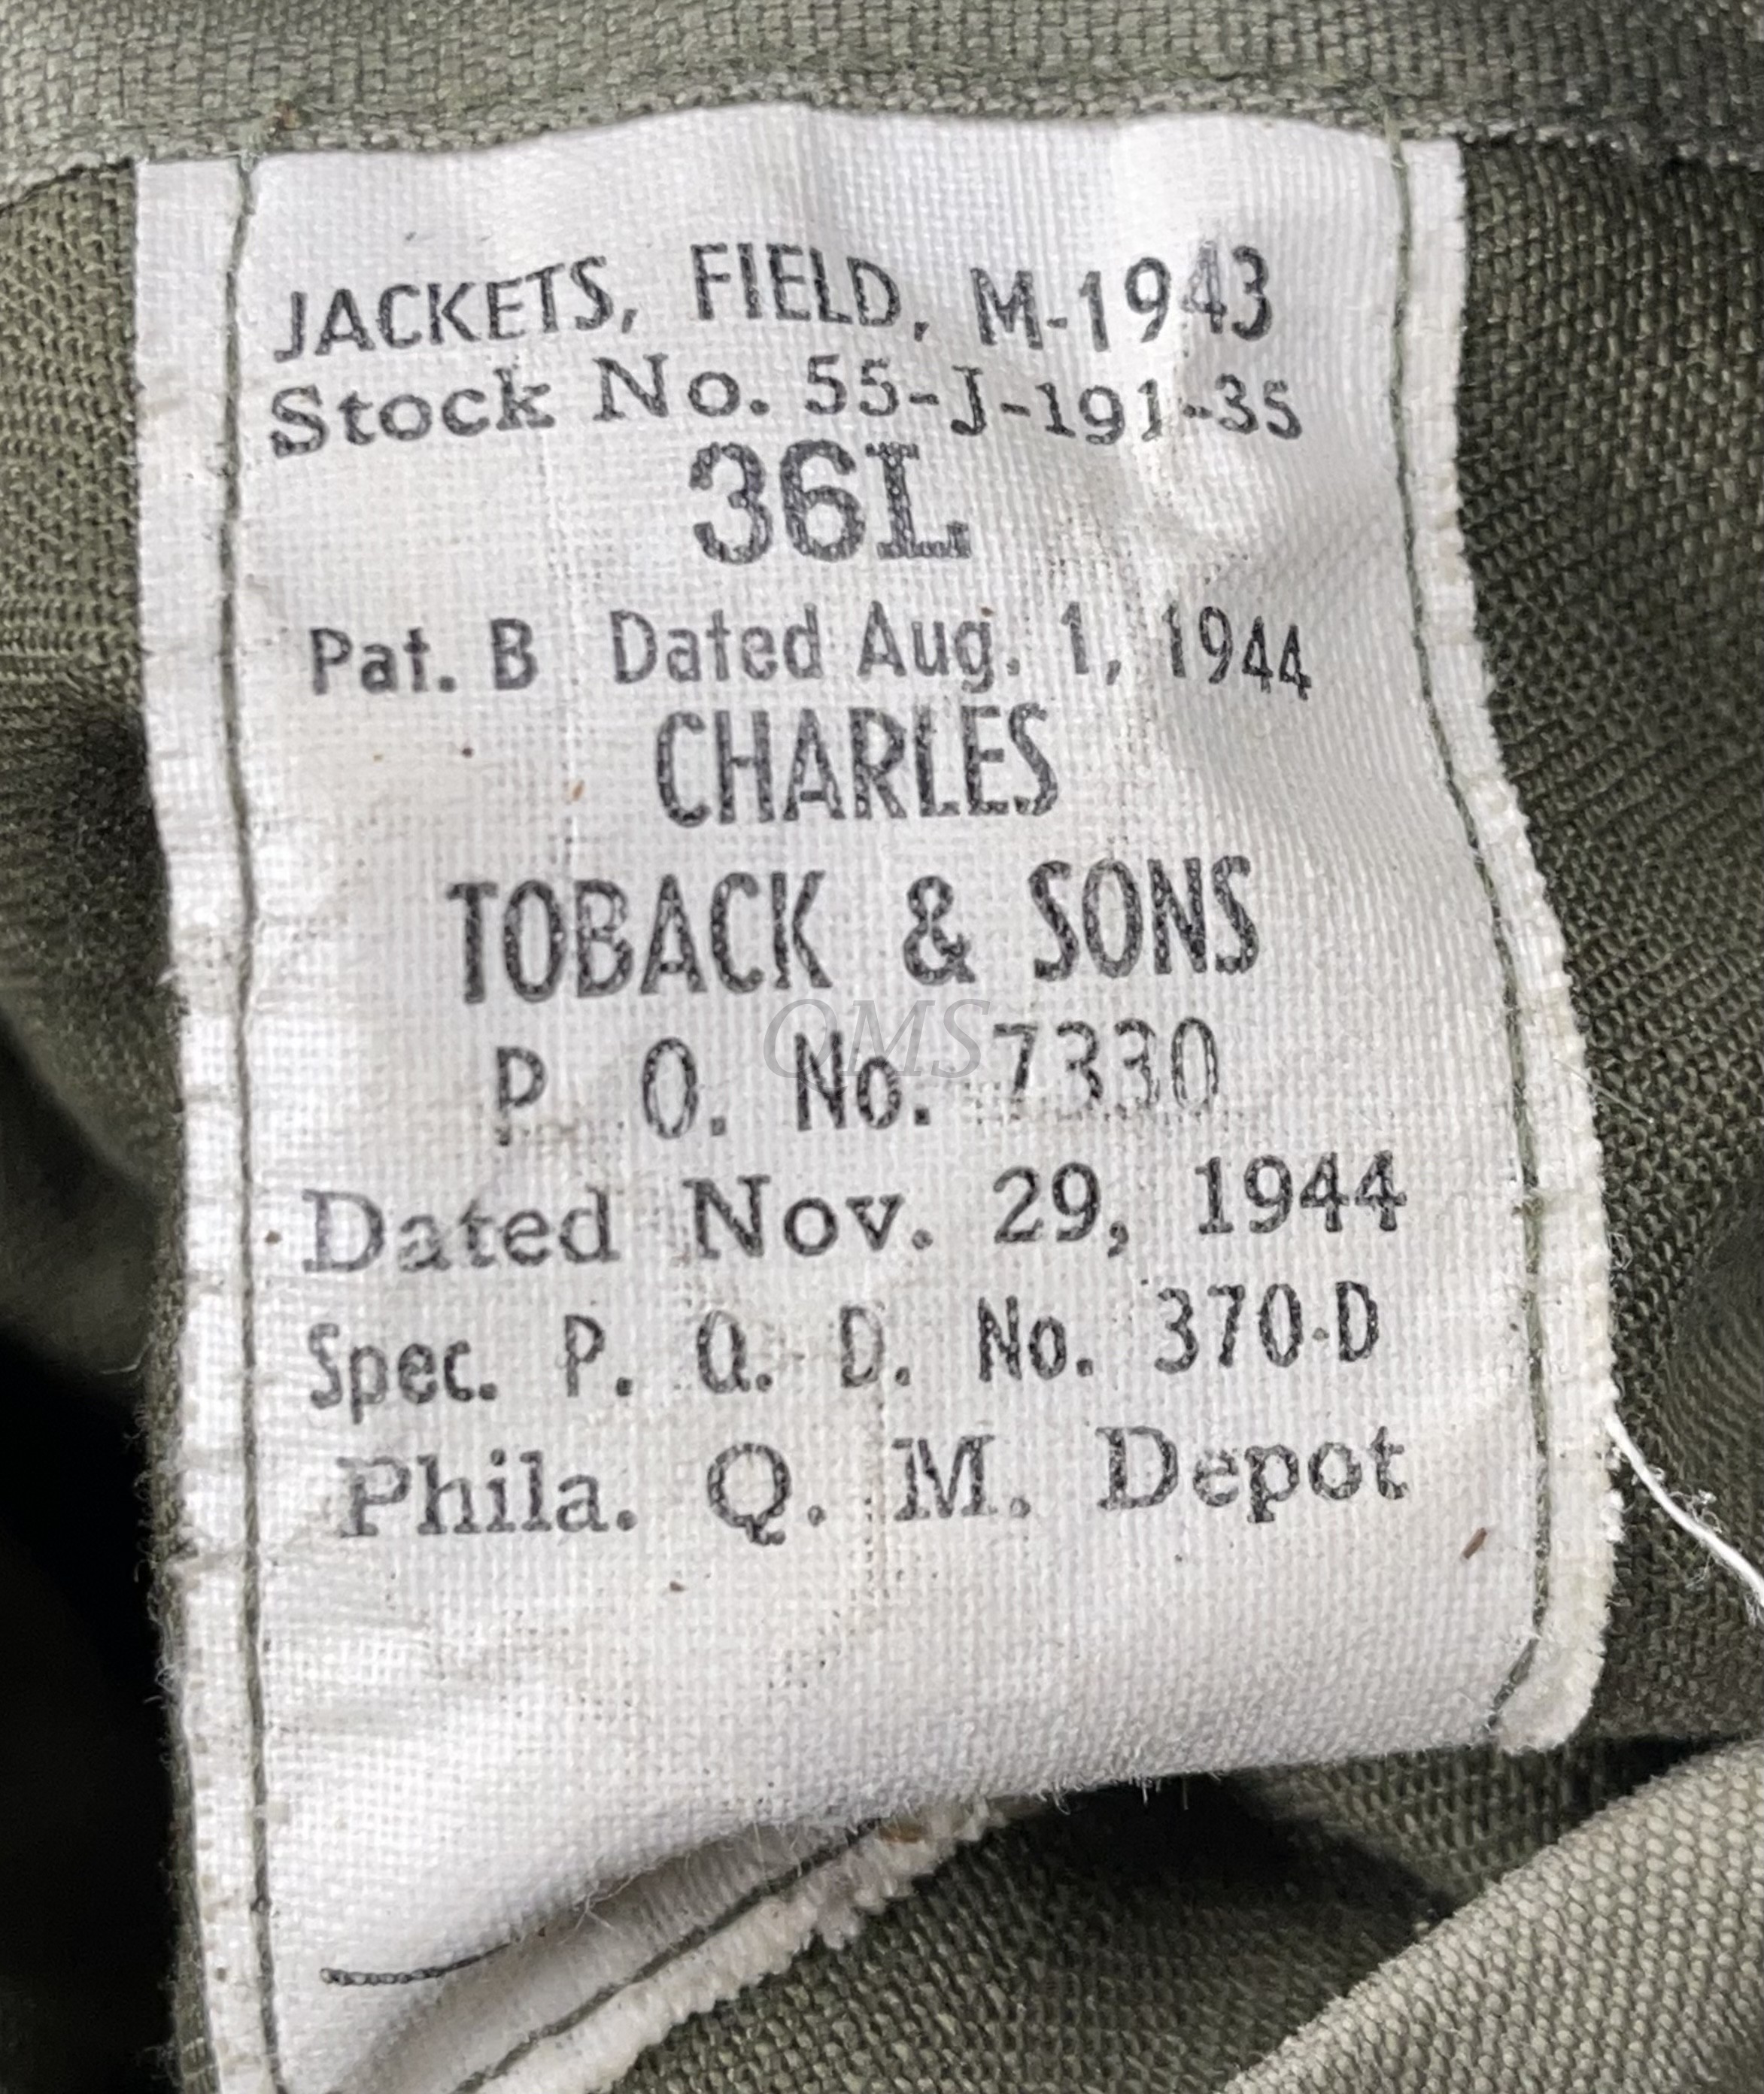 JACKETS, FIELD, M-1943
Stock No. 55-J-191-35
36L
Pat. B Dated Aug. 1, 1944
CHARLES
TOBACK & SONS
QMS
P O. No. 7330
Dated Nov. 29, 1944
Spec. P. Q. D. No. 370-D
Phila. Q. M. Depot